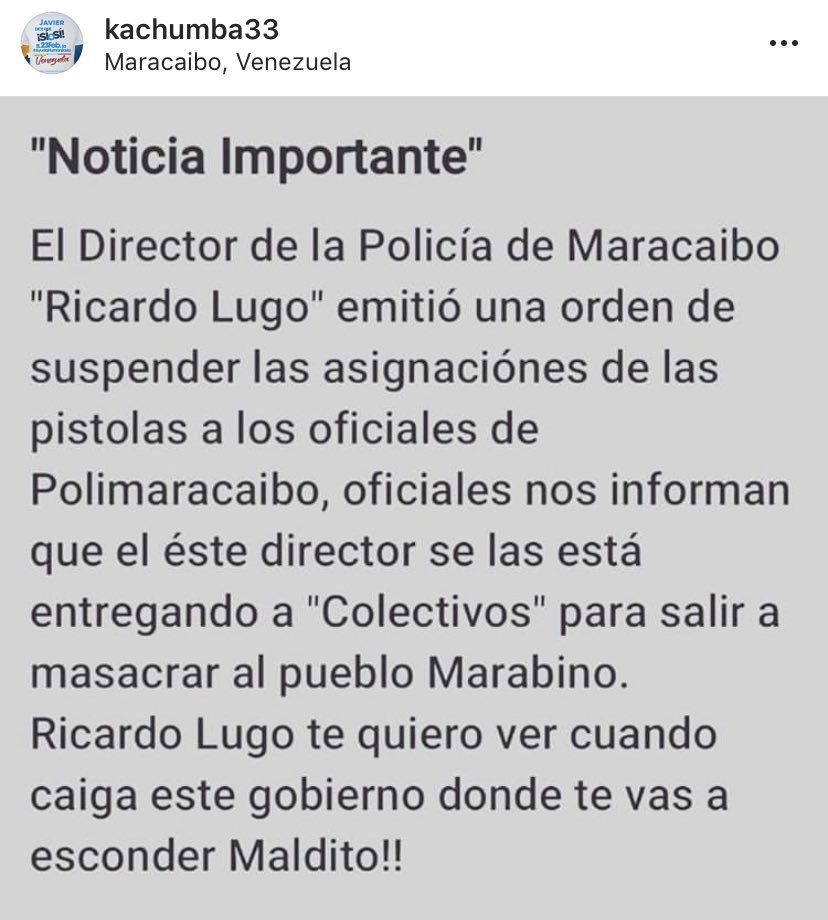 JAVIER
¡SÍ o SÍ!
23Feb.
Venezuela
kachumba33
Maracaibo, Venezuela
"Noticia Importante"
El Director de la Policía de Maracaibo
"Ricardo Lugo" emitió una orden de
suspender las asignaciónes de las
pistolas a los oficiales de
Polimaracaibo, oficiales nos informan
que el éste director se las está
entregando a "Colectivos" para salir a
masacrar al pueblo Marabino.
Ricardo Lugo te quiero ver cuando
caiga este gobierno donde te vas a
esconder Maldito!!